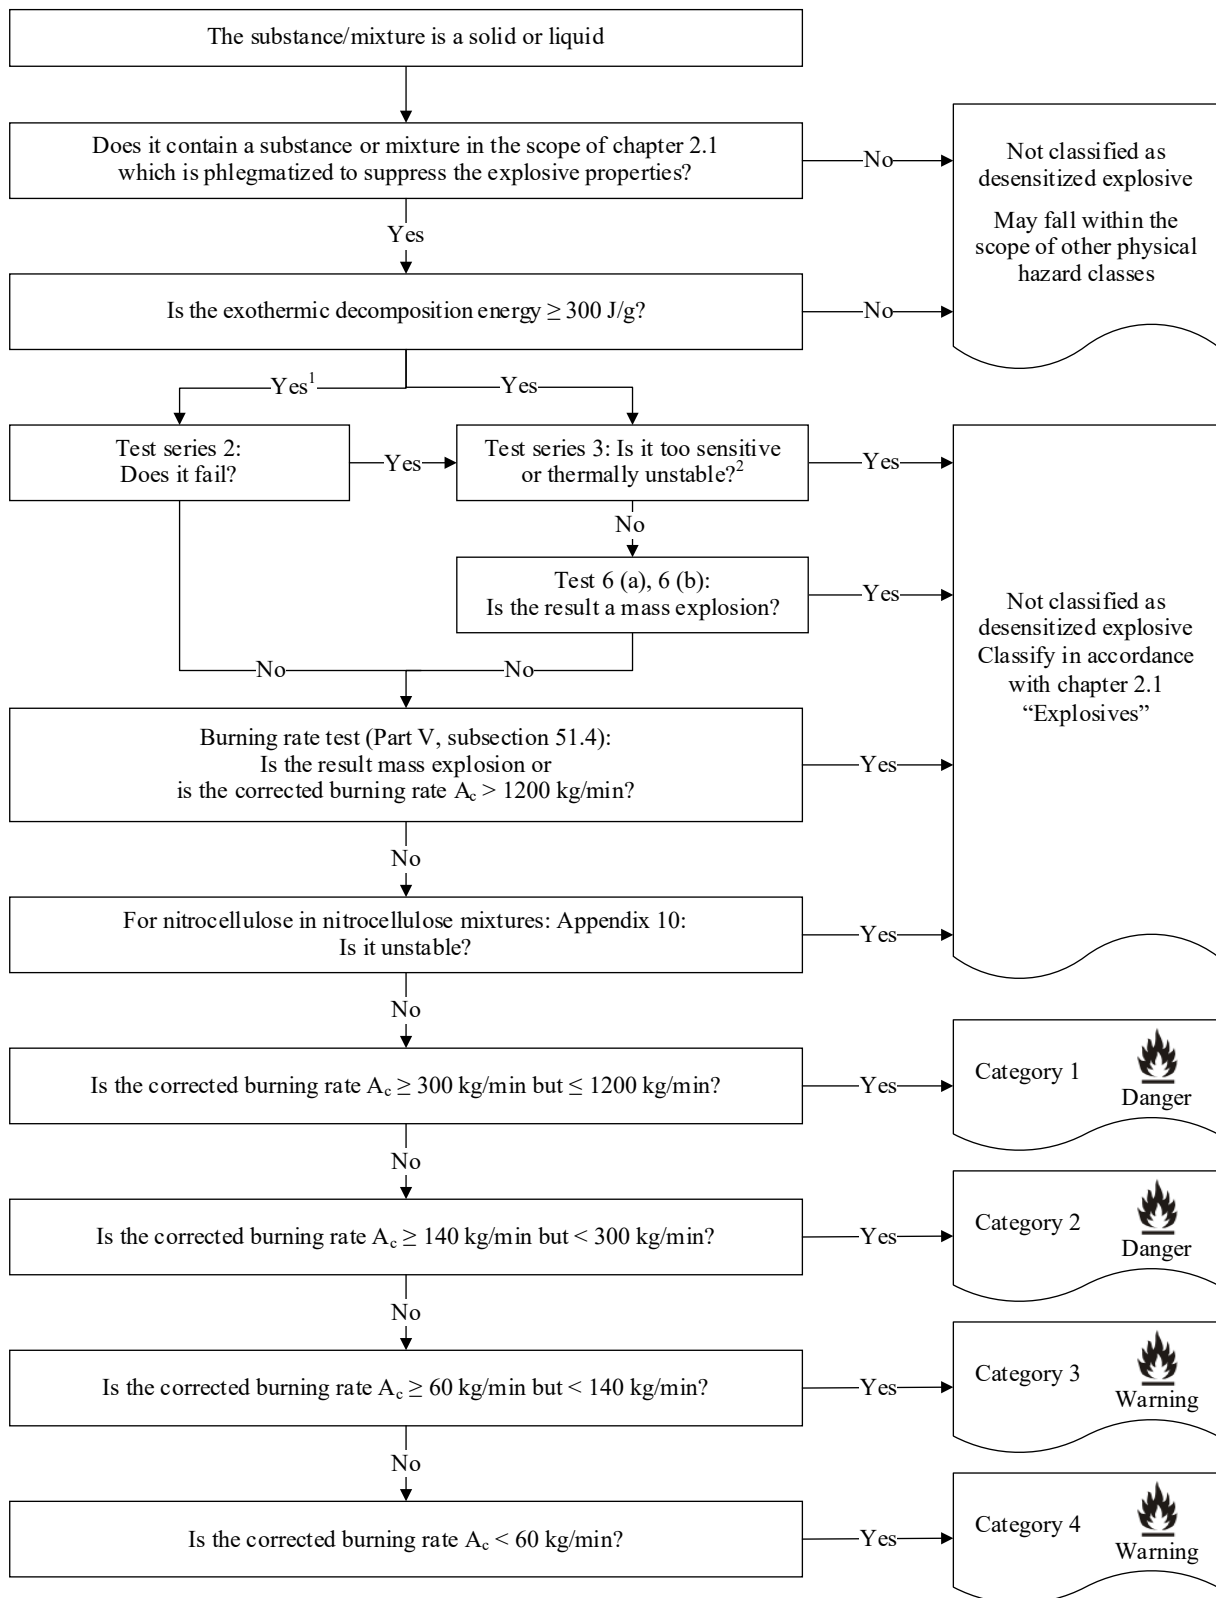 The substance/mixture is a solid or liquid
Does it contain a substance or mixture in the scope of chapter 2.1
which is phlegmatized to suppress the explosive properties?
No
Not classified as
desensitized explosive
May fall within the
scope of other physical
hazard classes
Yes
Is the exothermic decomposition energy ≥ 300 J/g?
No
Yes¹
Yes
Test series 2:
Does it fail?
Yes
Test series 3: Is it too sensitive
or thermally unstable?²
Yes
No
Test 6 (a), 6 (b):
Is the result a mass explosion?
Yes
Not classified as
desensitized explosive
Classify in accordance
with chapter 2.1
“Explosives”
No
No
Burning rate test (Part V, subsection 51.4):
Is the result mass explosion or
is the corrected burning rate Ac > 1200 kg/min?
Yes
No
For nitrocellulose in nitrocellulose mixtures: Appendix 10:
Is it unstable?
Yes
No
Is the corrected burning rate Ac ≥ 300 kg/min but ≤ 1200 kg/min?
Yes
Category 1
Danger
No
Is the corrected burning rate Ac ≥ 140 kg/min but < 300 kg/min?
Yes
Category 2
Danger
No
Is the corrected burning rate Ac ≥ 60 kg/min but < 140 kg/min?
Yes
Category 3
Warning
No
Is the corrected burning rate Ac < 60 kg/min?
Yes
Category 4
Warning